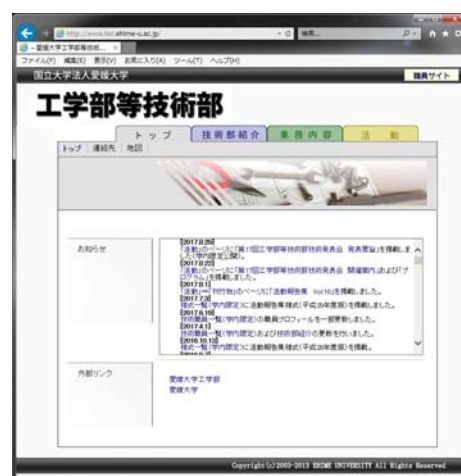 http://www.tec.ehime-u.ac.jp/
検索...
-愛媛大学工学部等技術...
ファイル(F) 編集(E) 表示(V) お気に入り(A) ツール(T) ヘルプ(H)
国立大学法人愛媛大学
職員サイト
工学部等技術部
トップ 技術部紹介 業務内容 活動
トップ 連絡先 地図
お知らせ
[2017.8.29]
「活動」のページに「第17回工学部等技術部技術発表会 発表要旨」を掲載しました(学内限定公開)。
[2017.8.22]
「活動」のページに「第17回工学部等技術部技術発表会 開催案内」および「プログラム」を掲載しました。
[2017.8.1]
「活動」⇒「刊行物」のページに「活動報告集 Vol.16」を掲載しました。
[2017.7.3]
様式一覧(学内限定)に活動報告集様式(平成29年度版)を掲載しました。
[2017.6.19]
技術職員一覧(学内限定)の職員プロフィールを一部更新しました。
[2017.4.1]
技術職員一覧(学内限定)および技術部紹介の更新を行いました。
[2016.10.13]
様式一覧(学内限定)に活動報告集様式(平成28年度版)を掲載。
外部リンク
愛媛大学工学部
愛媛大学
Copyright(c)2003-2013 EHIME UNIVERSITY All Rights Reserved